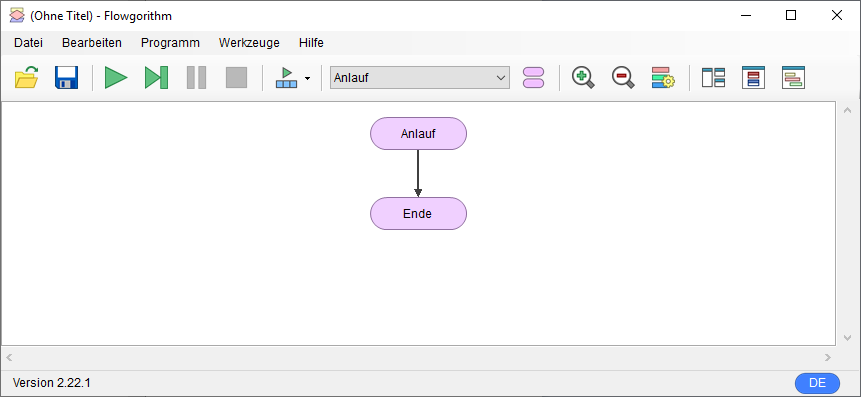 (Ohne Titel) - Flowgorithm
Datei Bearbeiten Programm Werkzeuge Hilfe
Anlauf
Anlauf
Ende
Version 2.22.1 DE